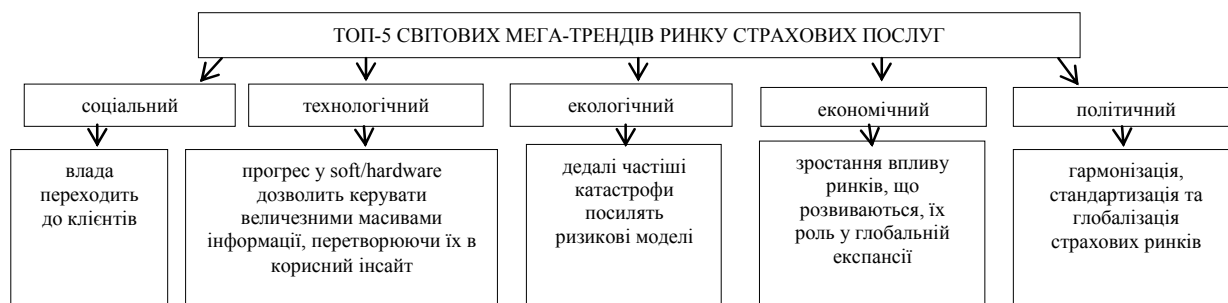 ТОП-5 СВІТОВИХ МЕГА-ТРЕНДІВ РИНКУ СТРАХОВИХ ПОСЛУГ
соціальний
технологічний
екологічний
економічний
політичний
влада
переходить
до клієнтів
прогрес у soft/hardware
дозволить керувати
величезними масивами
інформації, перетворюючи їх в
корисний інсайт
дедалі частіші
катастрофи
посилять
ризикові моделі
зростання впливу
ринків, що
розвиваються, їх
роль у глобальній
експансії
гармонізація,
стандартизація та
глобалізація
страхових ринків